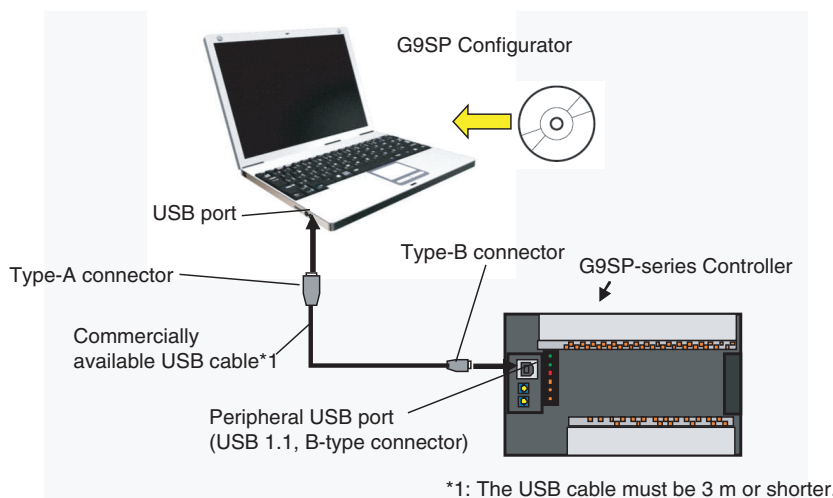 G9SP Configurator
USB port
Type-A connector
Type-B connector
G9SP-series Controller
Commercially
available USB cable*1
Peripheral USB port
(USB 1.1, B-type connector)
*1: The USB cable must be 3 m or shorter.